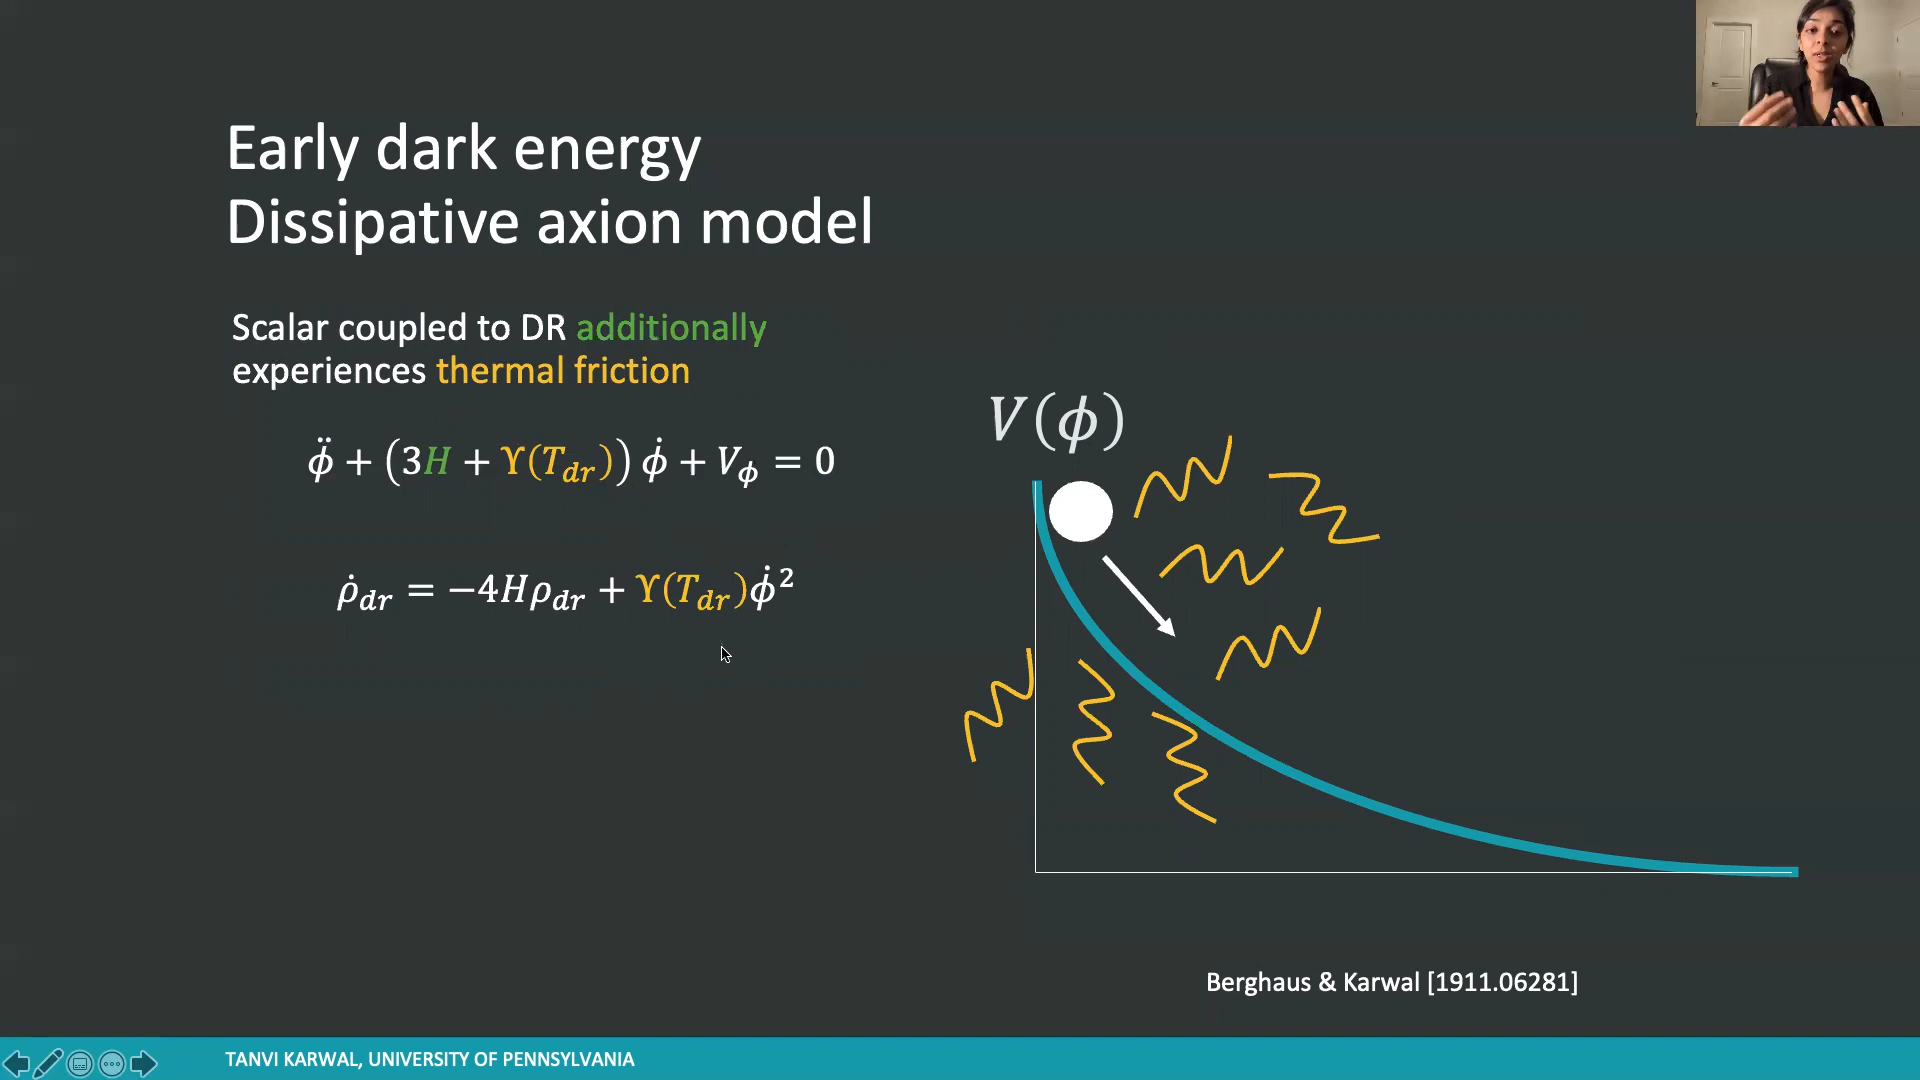 Early dark energy
Dissipative axion model
Scalar coupled to DR additionally
experiences thermal friction
ϕ̈ + (3H + ϒ(T_dr)) ϕ̇ + V_ϕ = 0
ρ̇_dr = −4Hρ_dr + ϒ(T_dr)ϕ̇²
V(ϕ)
Berghaus & Karwal [1911.06281]
TANVI KARWAL, UNIVERSITY OF PENNSYLVANIA